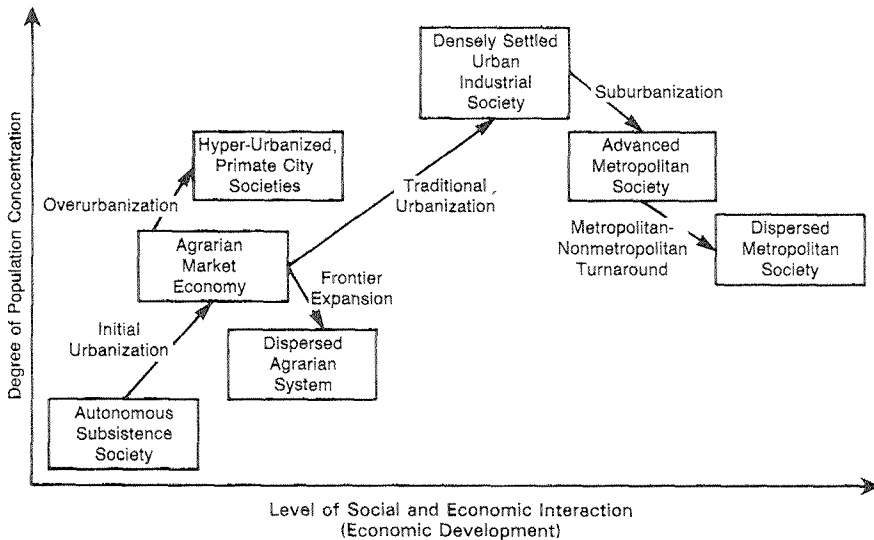 Degree of Population Concentration
Densely Settled
Urban
Industrial
Society
Suburbanization
Hyper-Urbanized,
Primate City
Societies
Advanced
Metropolitan
Society
Overurbanization
Traditional
Urbanization
Agrarian
Market
Economy
Metropolitan-
Nonmetropolitan
Turnaround
Dispersed
Metropolitan
Society
Frontier
Expansion
Initial
Urbanization
Dispersed
Agrarian
System
Autonomous
Subsistence
Society
Level of Social and Economic Interaction
(Economic Development)